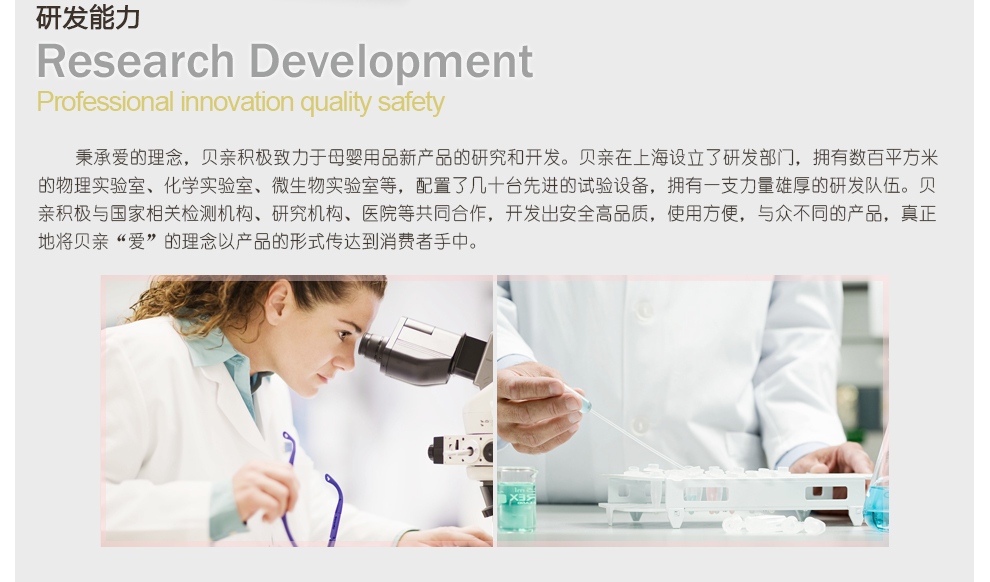 研发能力
Research Development
Professional innovation quality safety
秉承爱的理念，贝亲积极致力于母婴用品新产品的研究和开发。贝亲在上海设立了研发部门，拥有数百平方米
的物理实验室、化学实验室、微生物实验室等，配置了几十台先进的试验设备，拥有一支力量雄厚的研发队伍。贝
亲积极与国家相关检测机构、研究机构、医院等共同合作，开发出安全高品质，使用方便，与众不同的产品，真正
地将贝亲“爱”的理念以产品的形式传达到消费者手中。